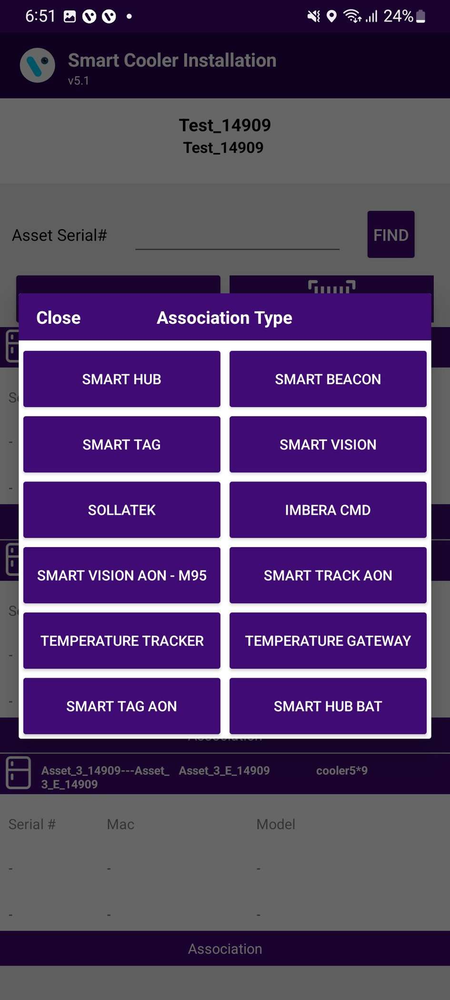 6:51 24%
Smart Cooler Installation
v5.1
Test_14909
Test_14909
Asset Serial#
FIND
Close Association Type
SMART HUB SMART BEACON
SMART TAG SMART VISION
SOLLATEK IMBERA CMD
SMART VISION AON - M95 SMART TRACK AON
TEMPERATURE TRACKER TEMPERATURE GATEWAY
SMART TAG AON SMART HUB BAT
Asset_3_14909---Asset_ Asset_3_E_14909 cooler5*9
3_E_14909
Serial # Mac Model
- - -
- - -
Association